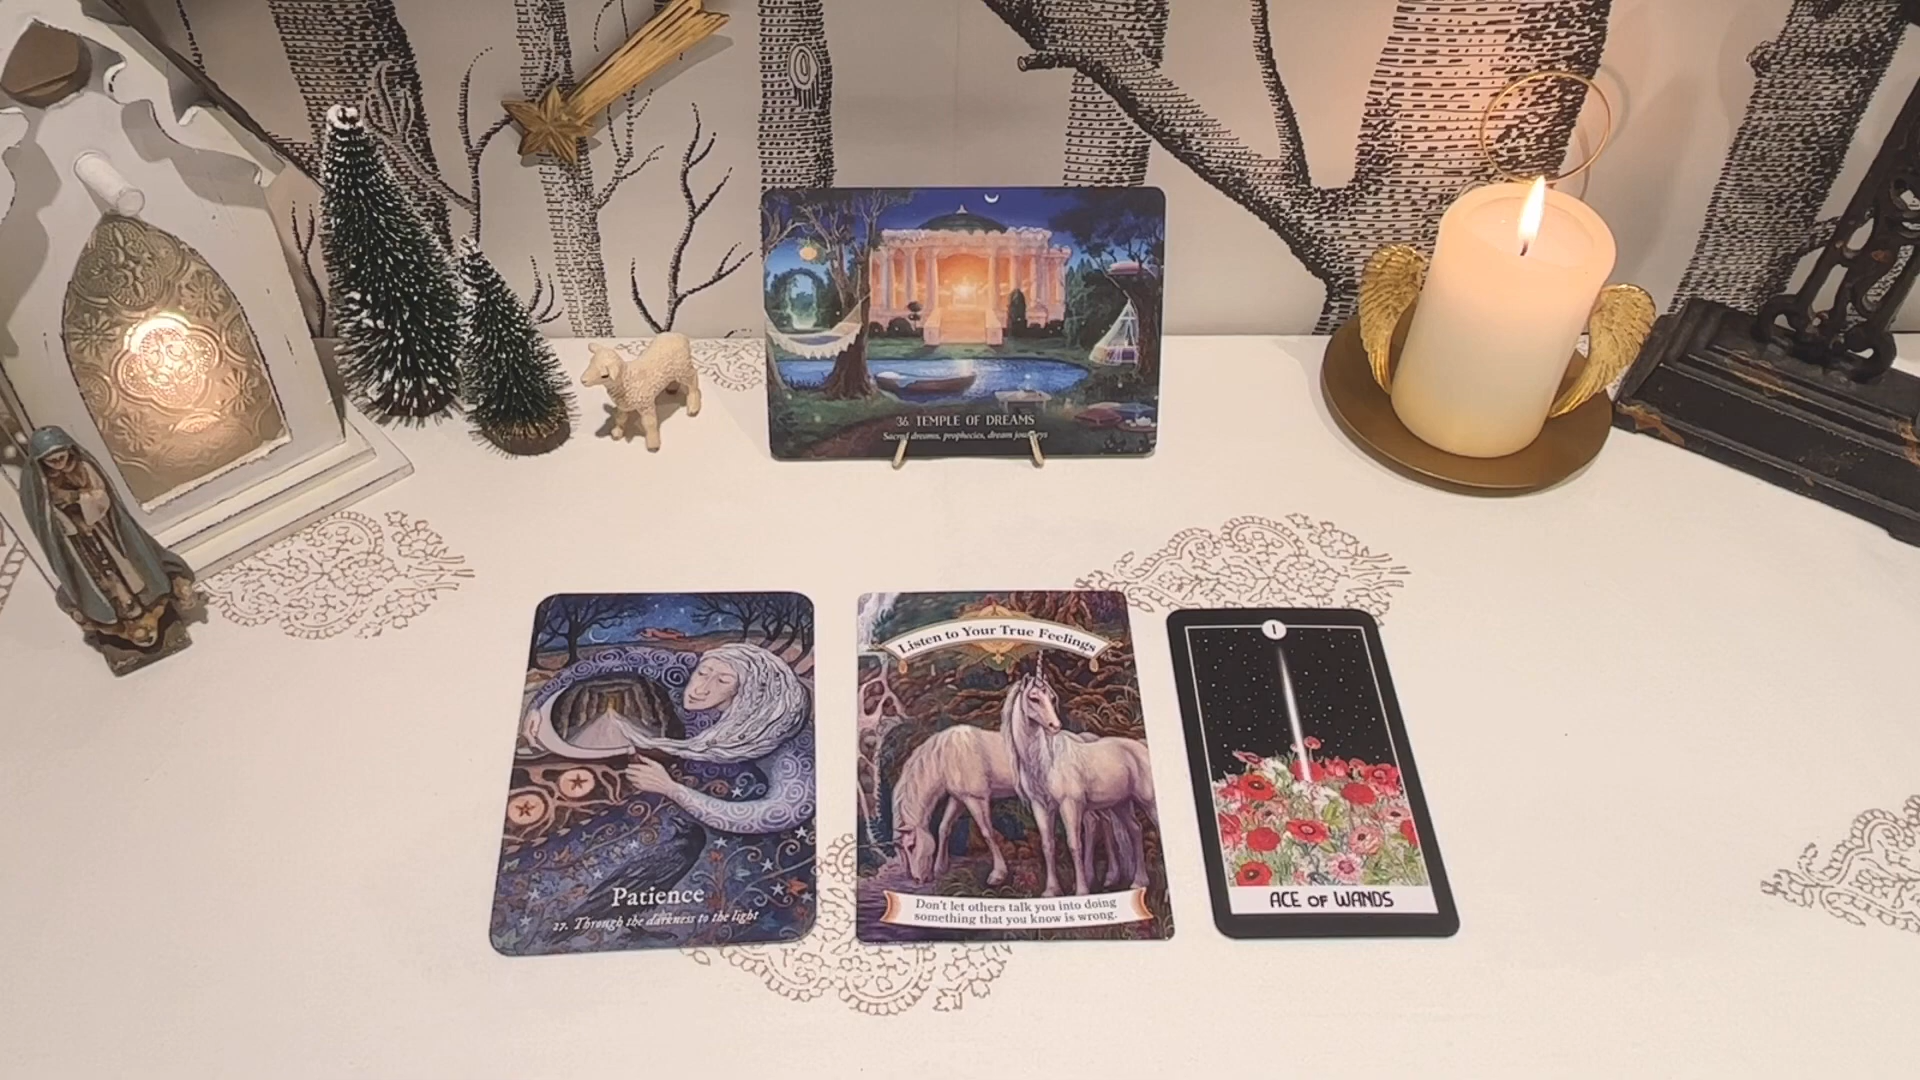 36. TEMPLE OF DREAMS
Sacred dreams, prophecies, dream journeys
Patience
27. Through the darkness to the light
Listen to Your True Feelings
Don't let others talk you into doing
something that you know is wrong.
I
ACE OF WANDS